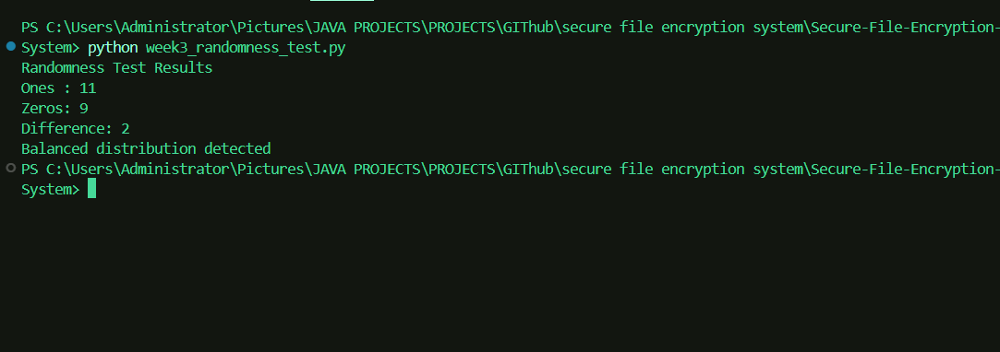 PS C:\Users\Administrator\Pictures\JAVA PROJECTS\PROJECTS\GIThub\secure file encryption system\Secure-File-Encryption-
System> python week3_randomness_test.py
Randomness Test Results
Ones : 11
Zeros: 9
Difference: 2
Balanced distribution detected
PS C:\Users\Administrator\Pictures\JAVA PROJECTS\PROJECTS\GIThub\secure file encryption system\Secure-File-Encryption-
System>